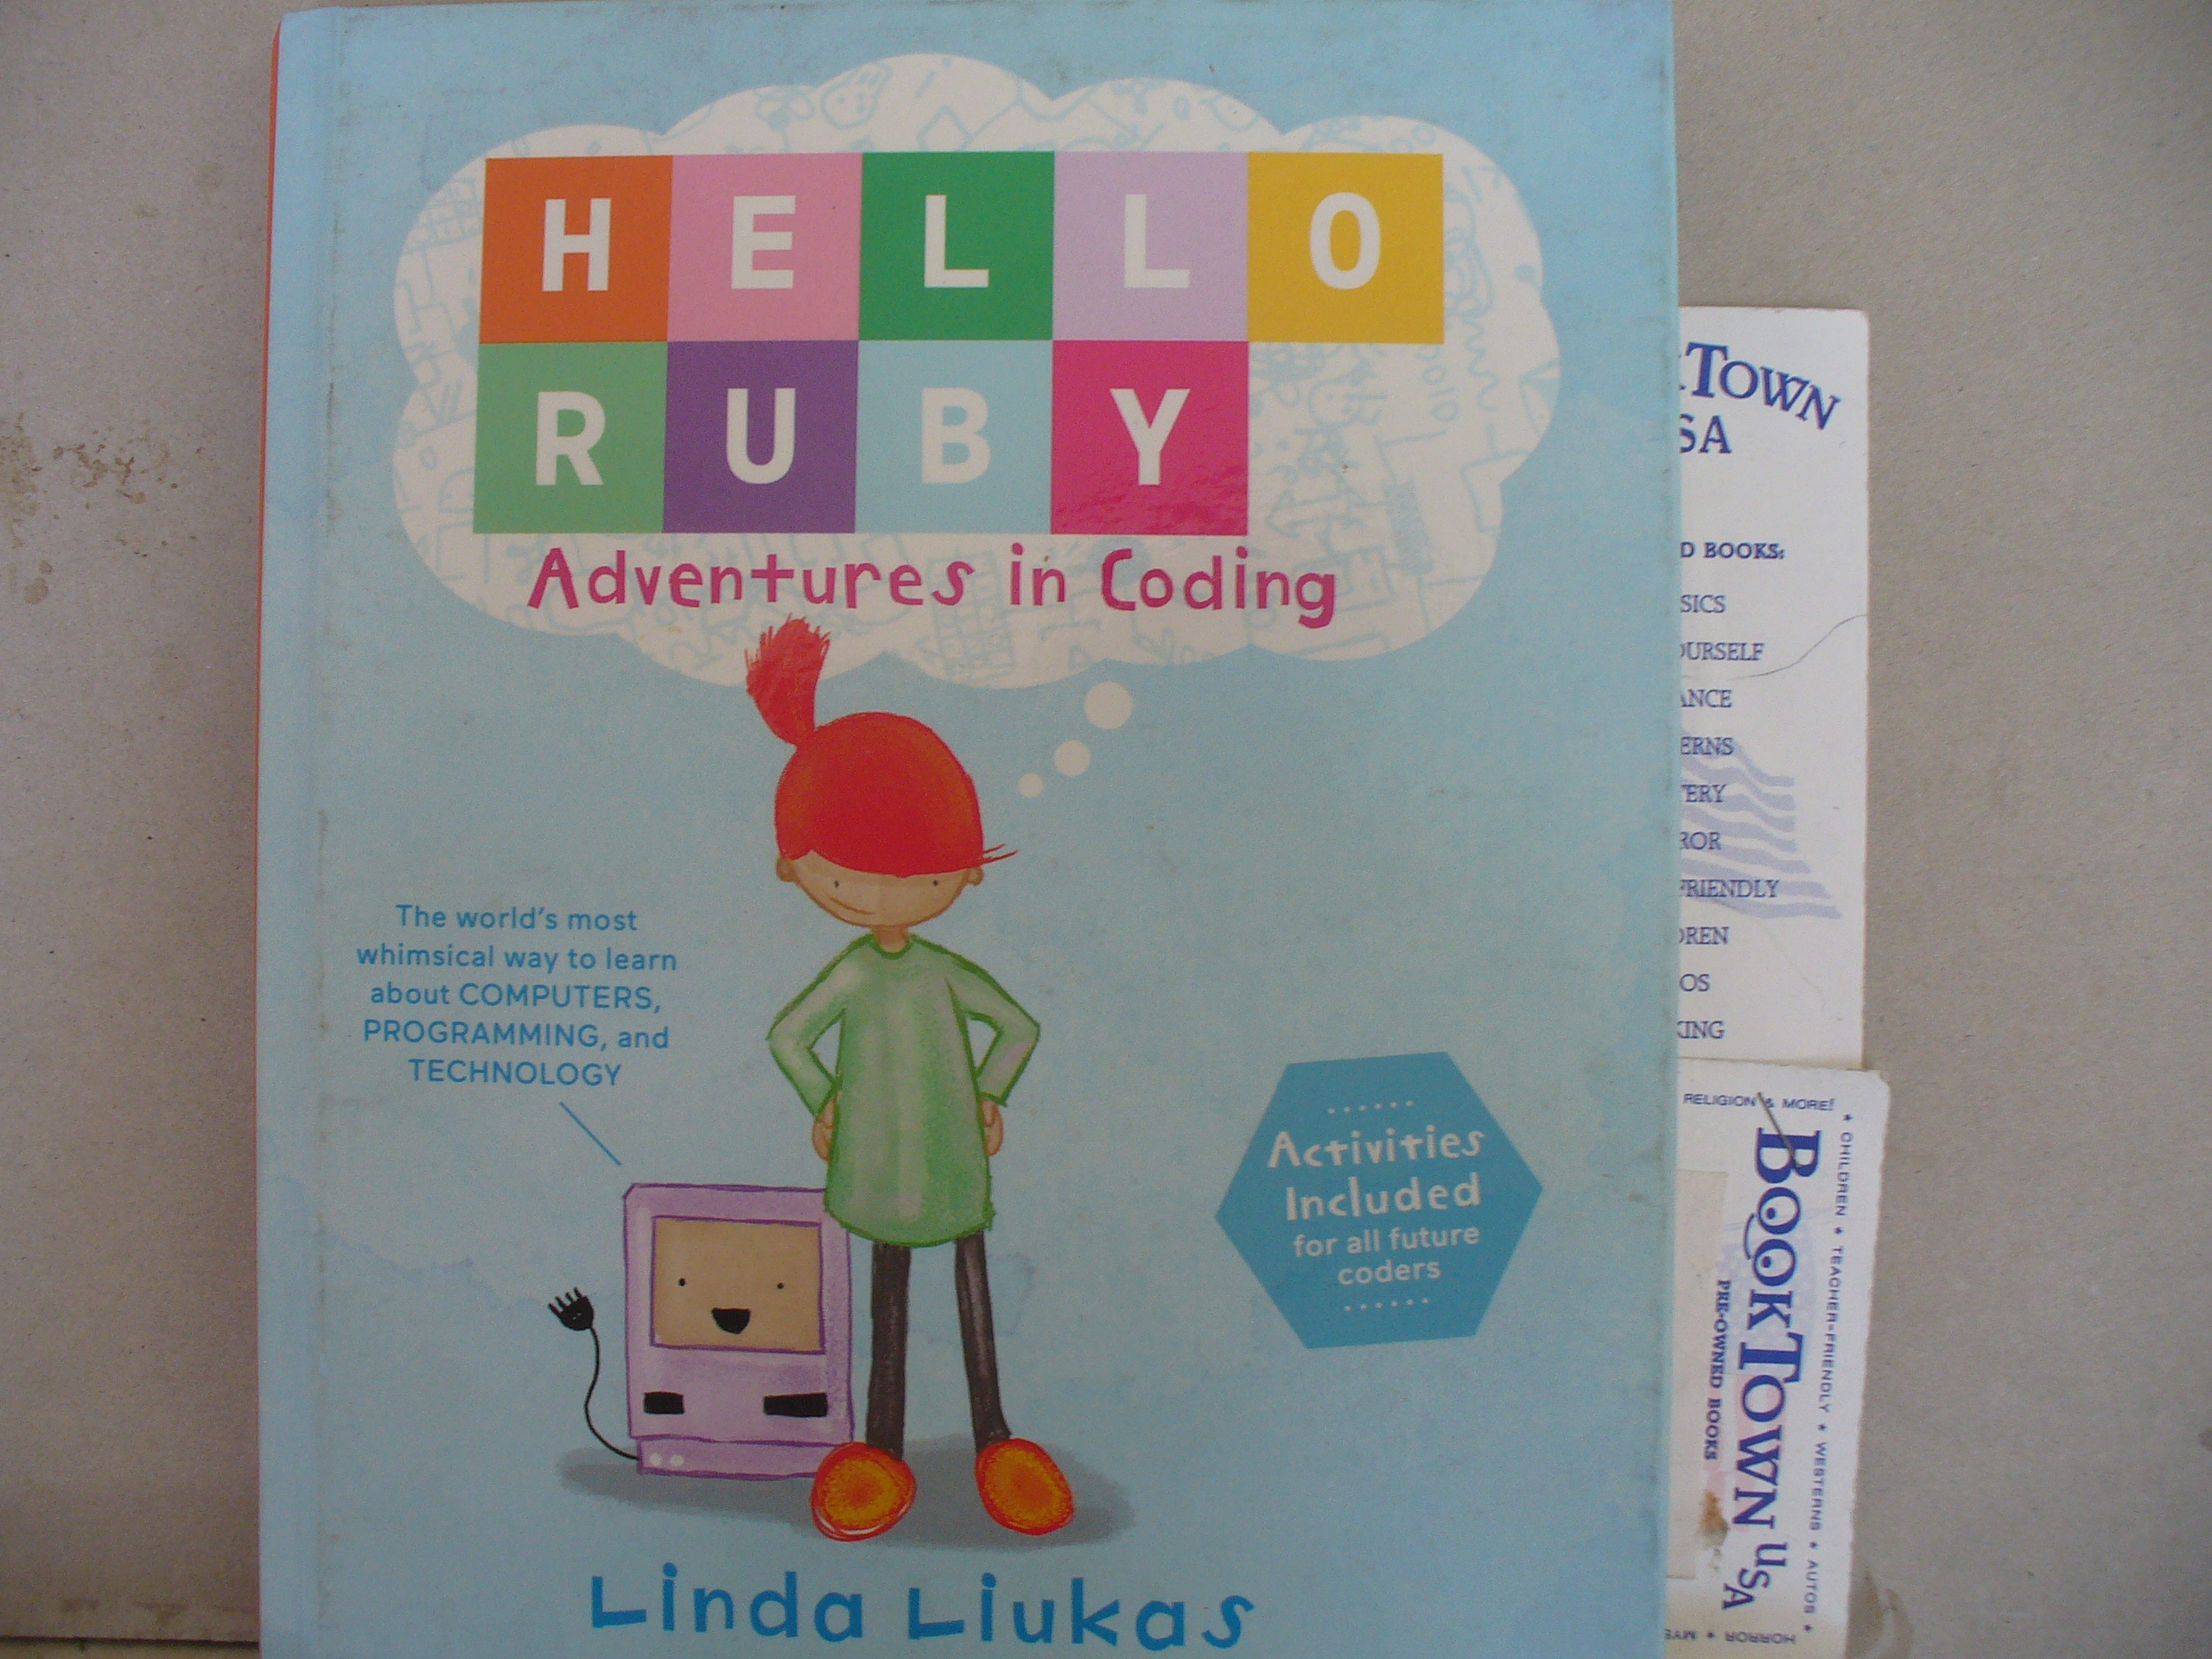 HELLO
RUBY
Adventures in Coding
The world's most
whimsical way to learn
about COMPUTERS,
PROGRAMMING, and
TECHNOLOGY
Activities
Included
for all future
coders
Linda Liukas
TOWN
SA
D BOOKS:
SICS
OURSELF
ANCE
ERNS
TERY
ROR
FRIENDLY
DREN
OS
KING
RELIGION & MORE!
★ CHILDREN ★ TEACHER-FRIENDLY ★ WESTERNS ★ AUTOS ★
BOOKTOWN USA
PRE-OWNED BOOKS
HORROR ★ MYS